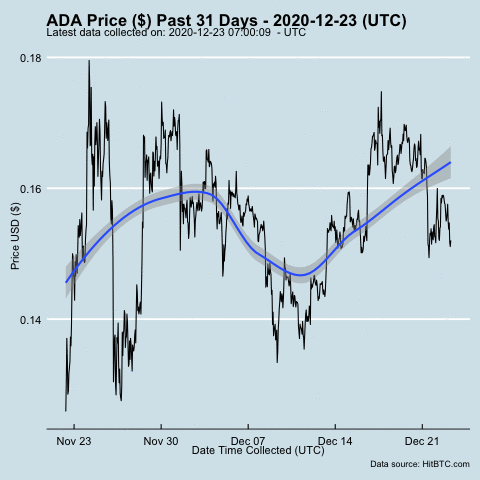 ADA Price ($) Past 31 Days - 2020-12-23 (UTC)
Latest data collected on: 2020-12-23 07:00:09 - UTC
0.18
0.16
0.14
Price USD ($)
Nov 23 Nov 30 Dec 07 Dec 14 Dec 21
Date Time Collected (UTC)
Data source: HitBTC.com